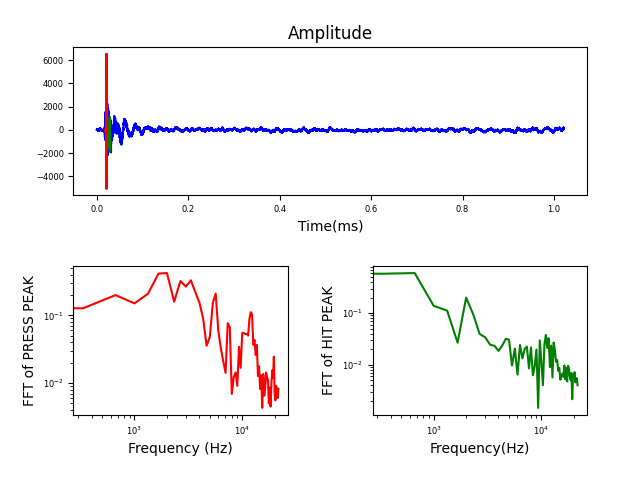 Amplitude
6000
4000
2000
0
−2000
−4000
0.0 0.2 0.4 0.6 0.8 1.0
Time(ms)
FFT of PRESS PEAK
10⁻¹
10⁻²
10³ 10⁴
Frequency (Hz)
FFT of HIT PEAK
10⁻¹
10⁻²
10³ 10⁴
Frequency(Hz)